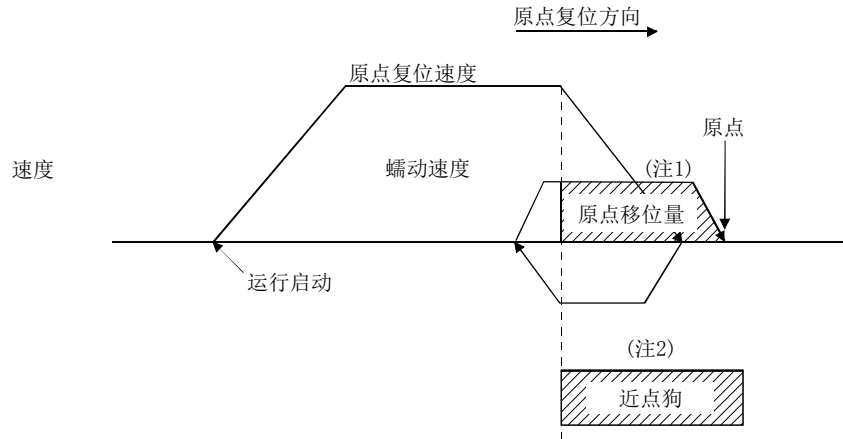 原点复位方向
原点复位速度
原点
速度
蠕动速度
(注1)
原点移位量
运行启动
(注2)
近点狗